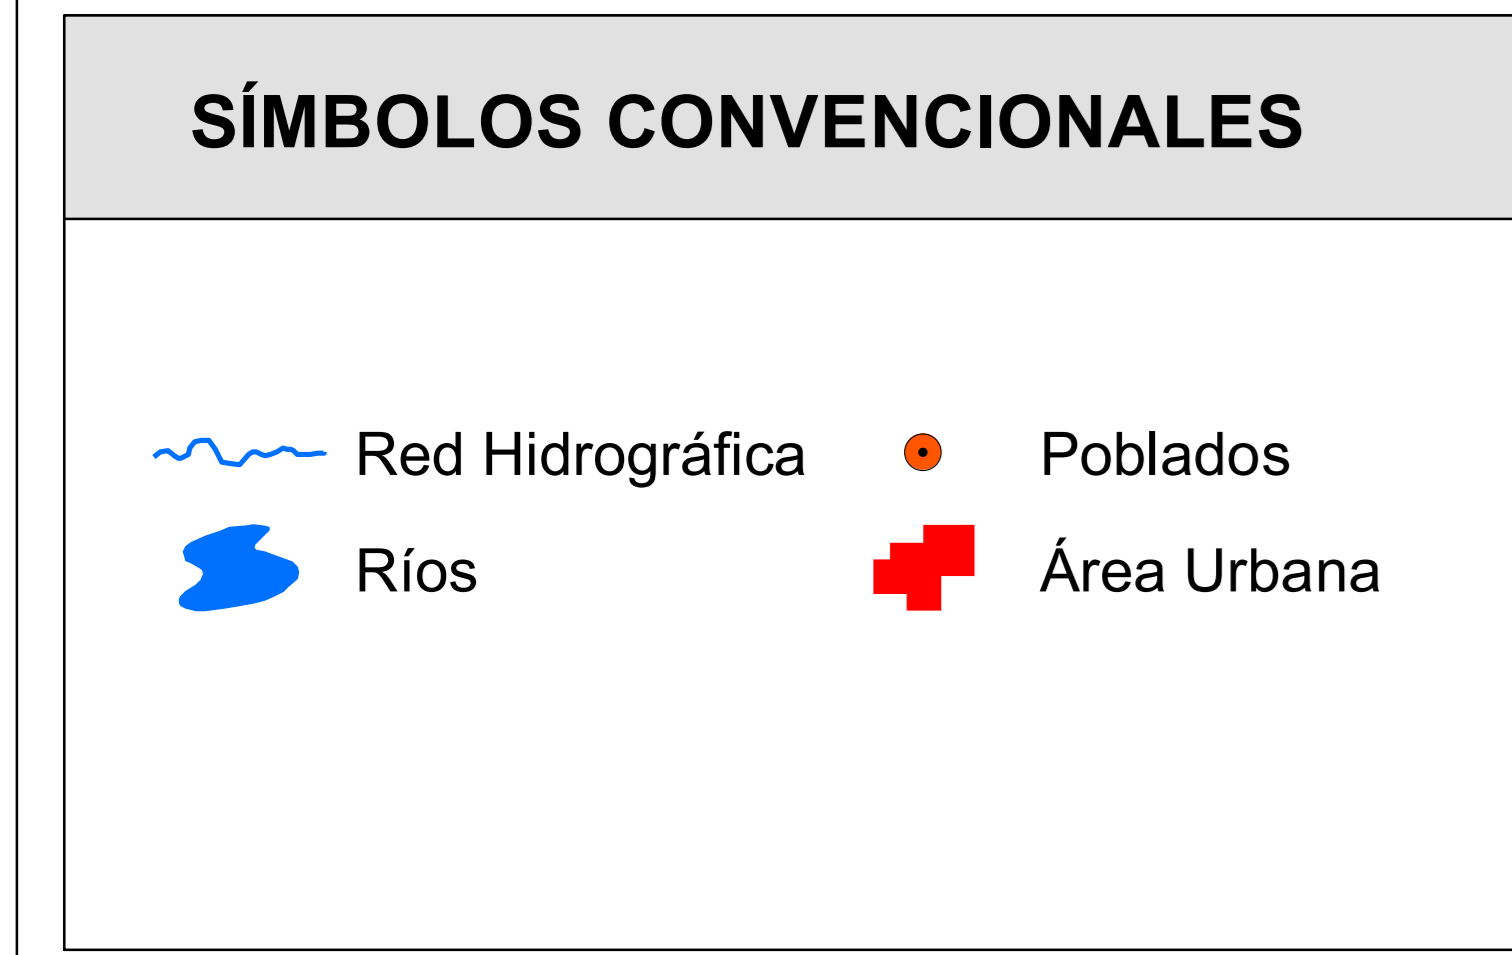 SÍMBOLOS CONVENCIONALES
Red Hidrográfica
Poblados
Ríos
Área Urbana